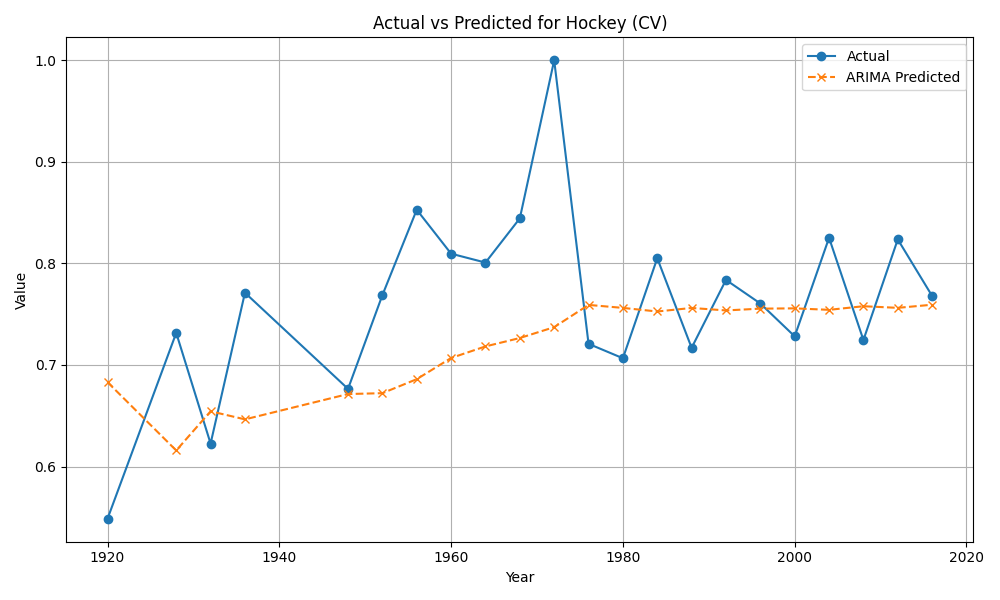 Actual vs Predicted for Hockey (CV)
Actual
ARIMA Predicted
1.0
0.9
0.8
0.7
0.6
Value
1920 1940 1960 1980 2000 2020
Year